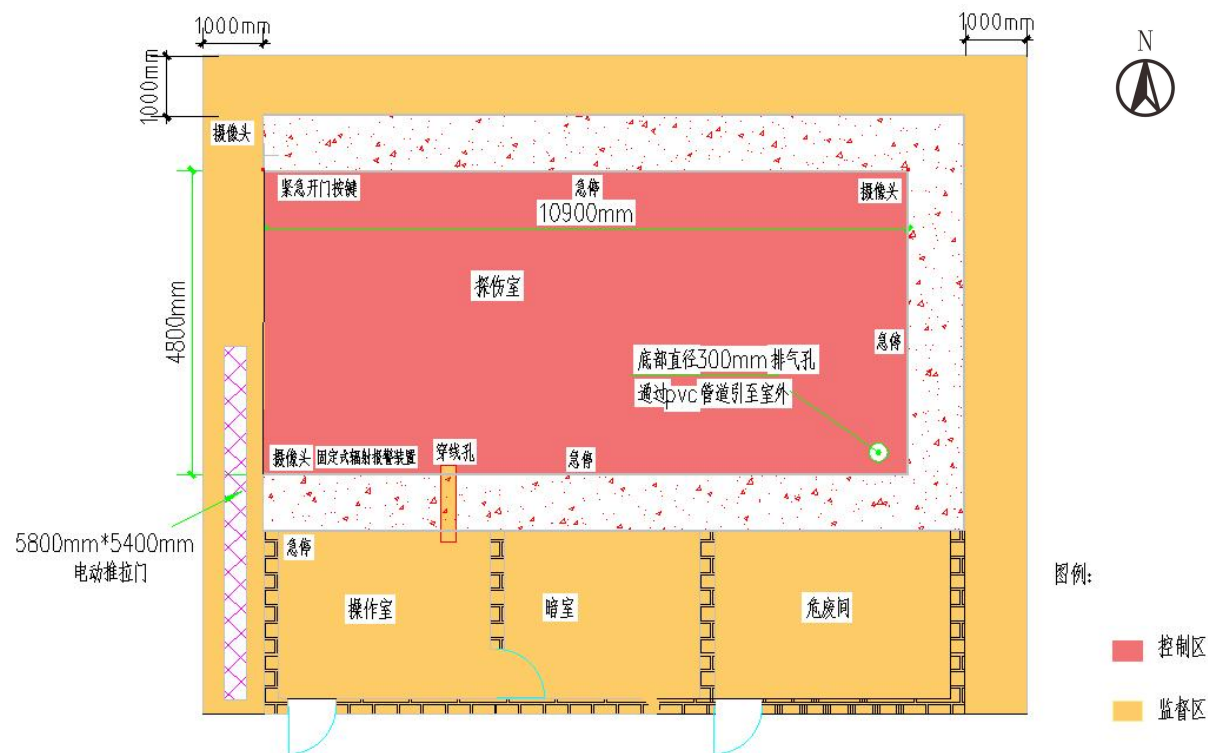 1000mm
1000mm
N
1000mm
摄像头
紧急开门按键
急停
摄像头
10900mm
探伤室
4800mm
急停
底部直径300mm排气孔
通过pvc管道引至室外
摄像头
固定式辐射报警装置
穿线孔
急停
5800mm*5400mm
电动推拉门
急停
操作室
暗室
危废间
图例:
控制区
监督区